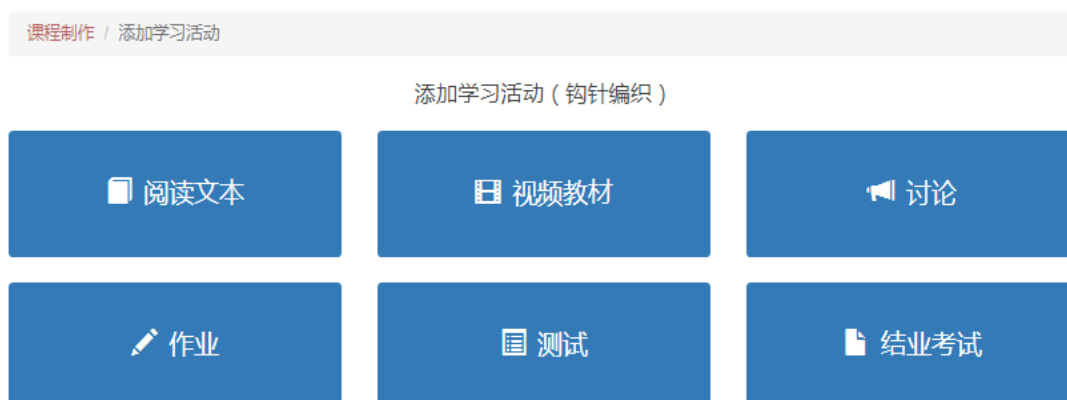 课程制作 / 添加学习活动
添加学习活动（钩针编织）
阅读文本
视频教材
讨论
作业
测试
结业考试